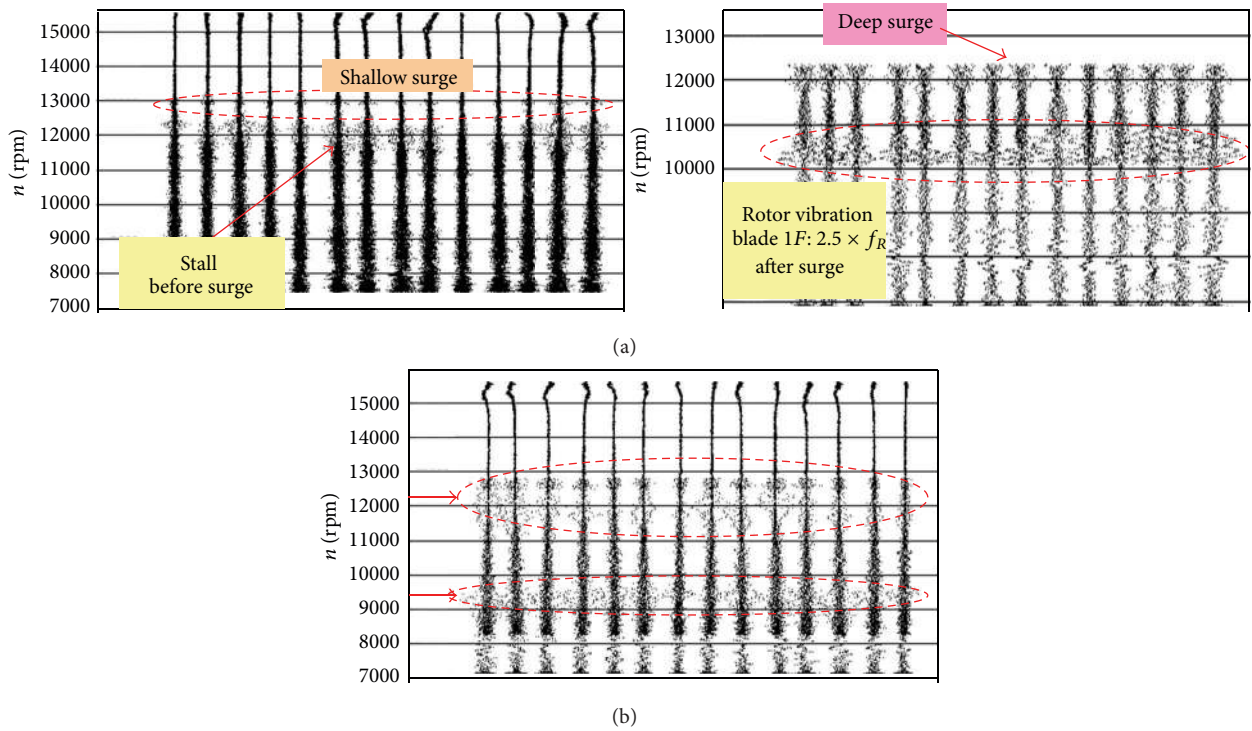 15000
14000
13000
12000
11000
10000
9000
8000
7000
n (rpm)
Shallow surge
Stall
before surge
13000
12000
11000
10000
n (rpm)
Deep surge
Rotor vibration
blade 1F: 2.5 × f_R
after surge
(a)
15000
14000
13000
12000
11000
10000
9000
8000
7000
n (rpm)
(b)